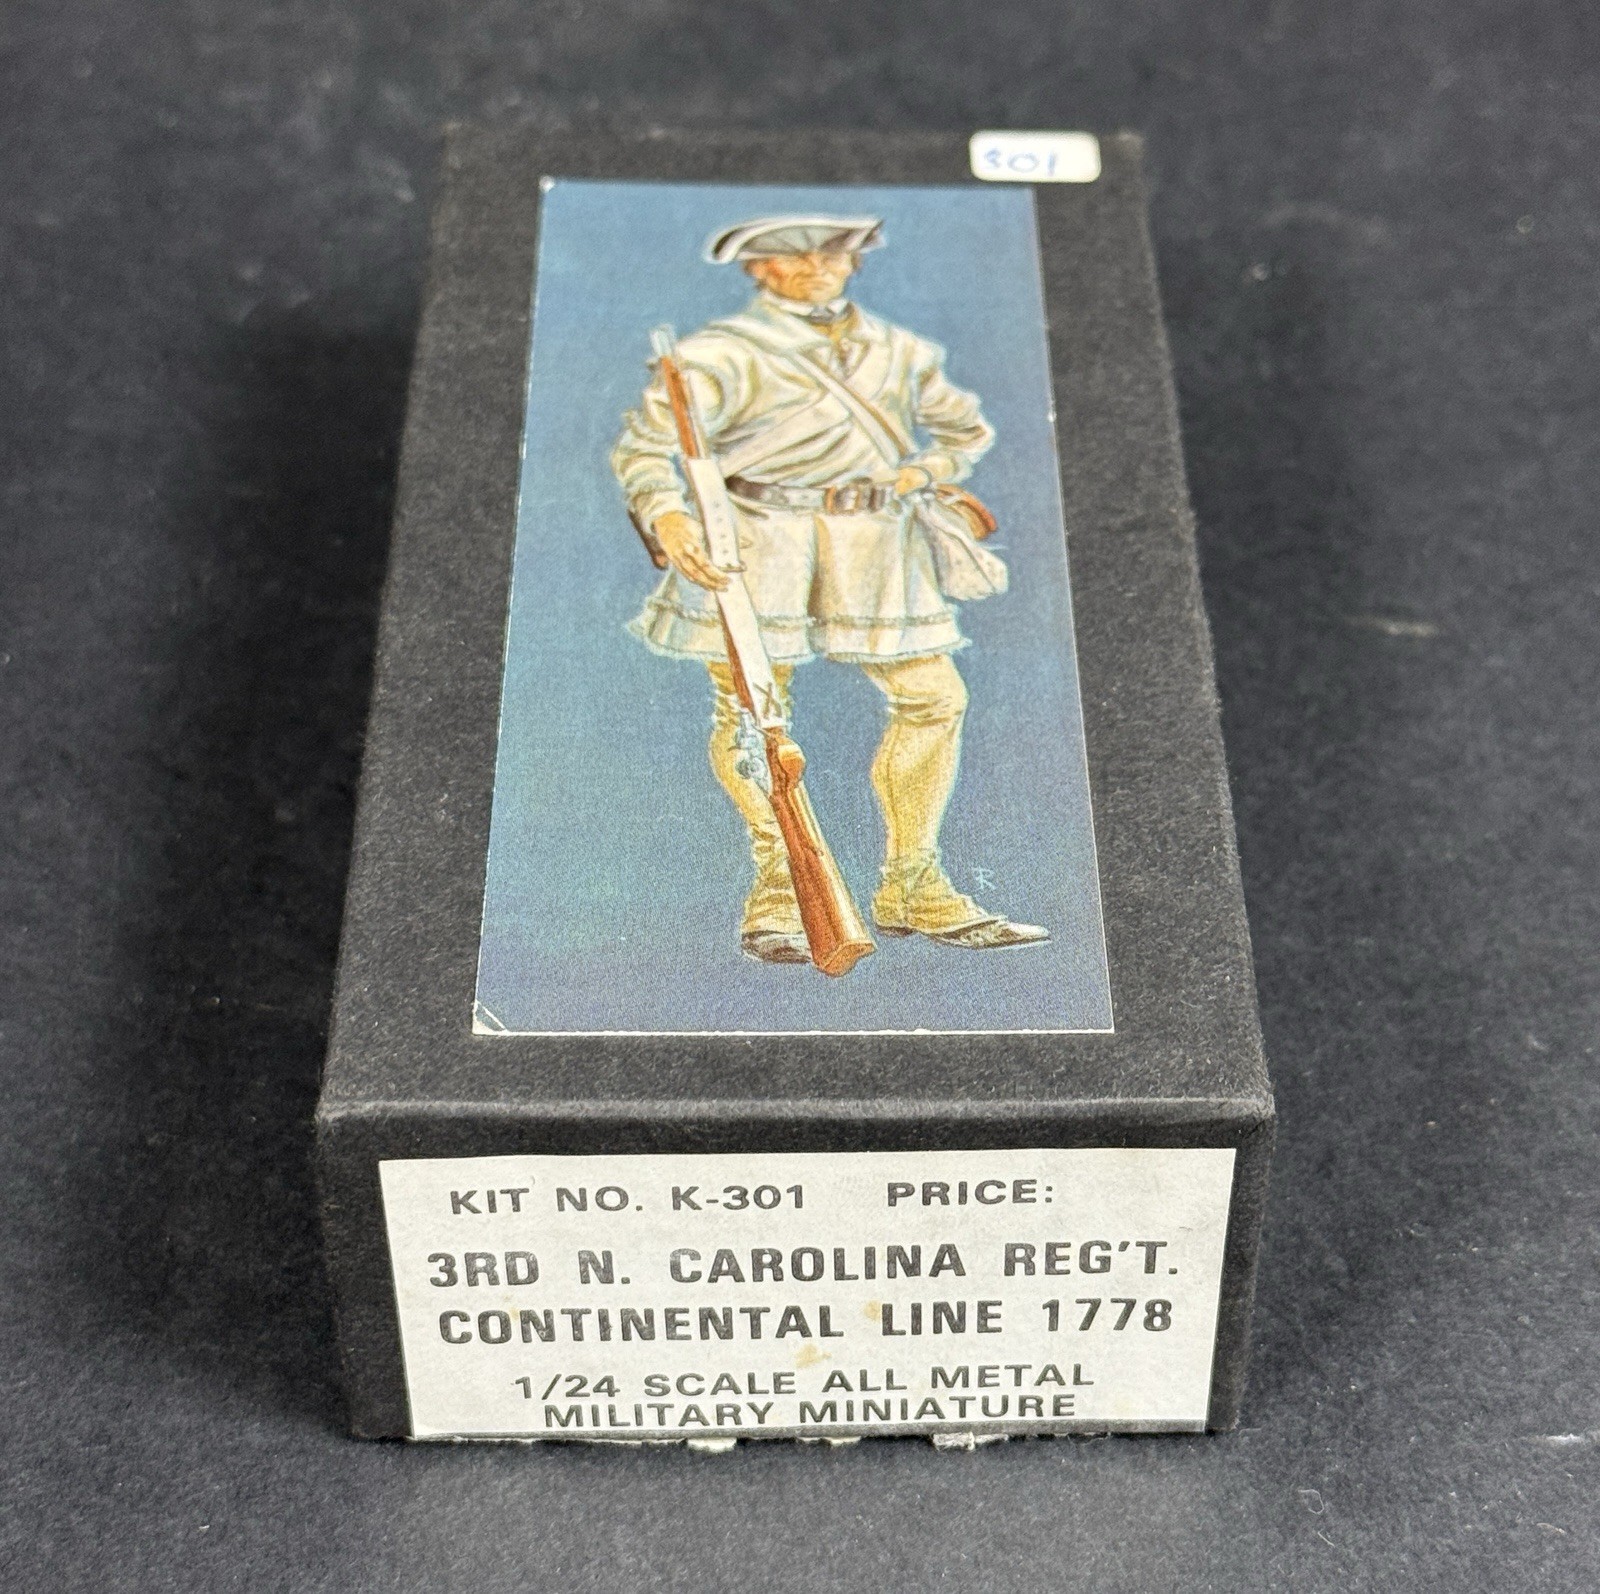 301
KIT NO. K-301 PRICE:
3RD N. CAROLINA REG'T.
CONTINENTAL LINE 1778
1/24 SCALE ALL METAL
MILITARY MINIATURE